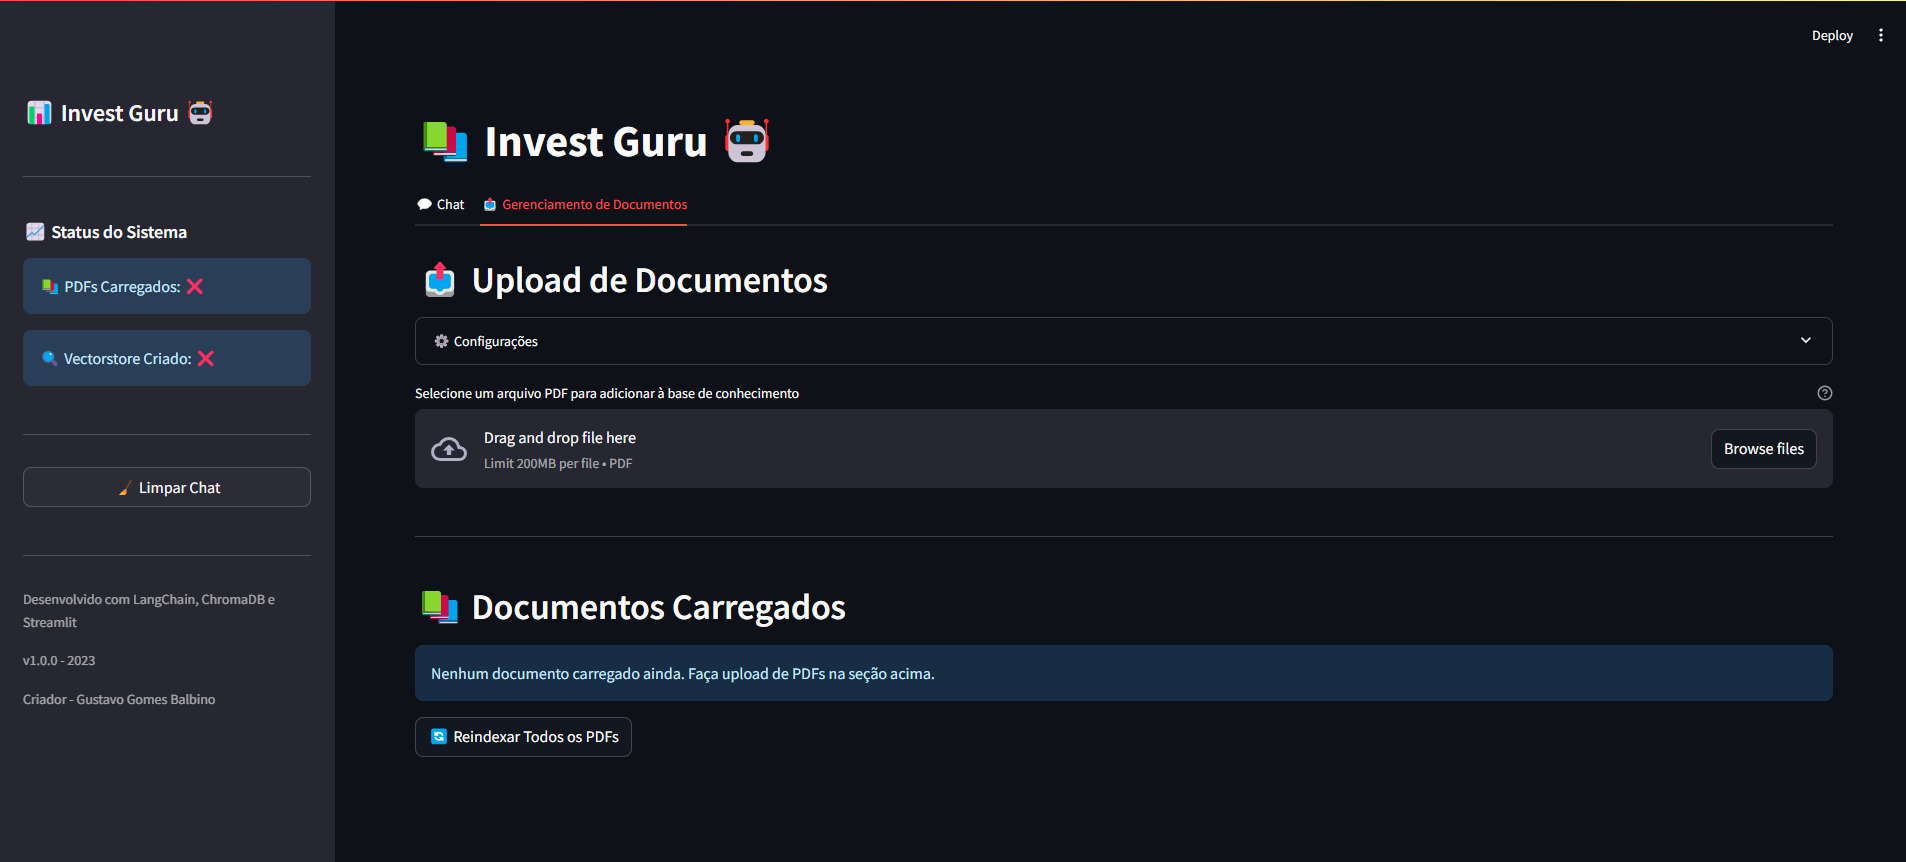 Deploy
Invest Guru
Status do Sistema
PDFs Carregados:
Vectorstore Criado:
Limpar Chat
Desenvolvido com LangChain, ChromaDB e
Streamlit
v1.0.0 - 2023
Criador - Gustavo Gomes Balbino
Invest Guru
Chat
Gerenciamento de Documentos
Upload de Documentos
Configurações
Selecione um arquivo PDF para adicionar à base de conhecimento
Drag and drop file here
Limit 200MB per file • PDF
Browse files
Documentos Carregados
Nenhum documento carregado ainda. Faça upload de PDFs na seção acima.
Reindexar Todos os PDFs